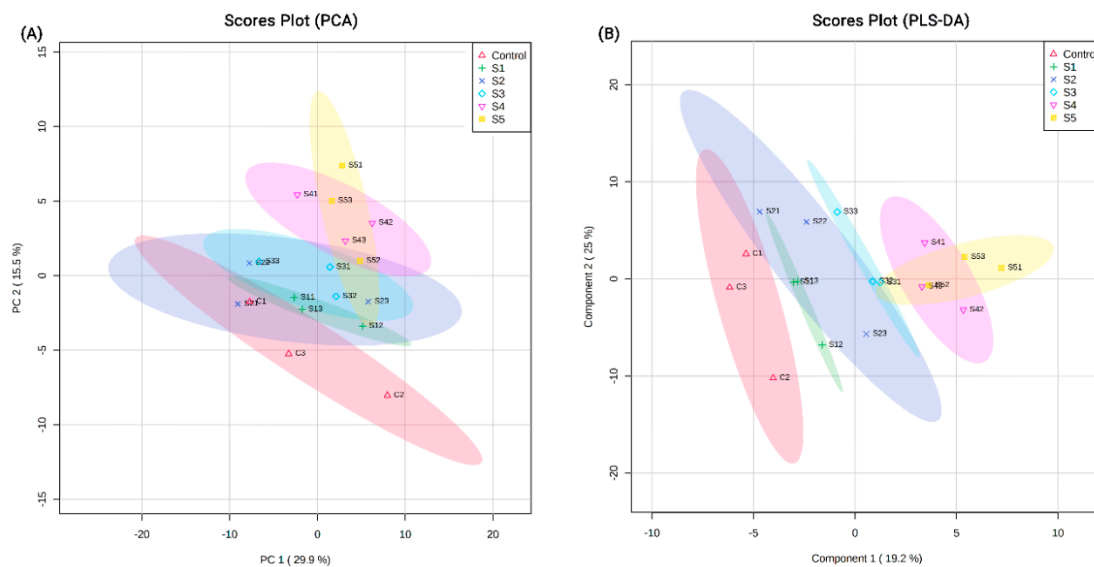 Scores Plot (PCA)
(A)
15
10
5
0
-5
-10
-15
PC 2 ( 15.5 %)
-20
-10
0
10
20
PC 1 ( 29.9 %)
Control
S1
S2
S3
S4
S5
S51
S41
S53
S42
S43
S52
S33
S31
S21
C1
S11
S32
S23
S13
S12
C3
C2
Scores Plot (PLS-DA)
(B)
20
10
0
-10
-20
Component 2 ( 25 %)
-10
-5
0
5
10
Component 1 ( 19.2 %)
Control
S1
S2
S3
S4
S5
S21
S22
S33
C1
S41
S53
S51
C3
S13
S31
S42
S23
S12
C2